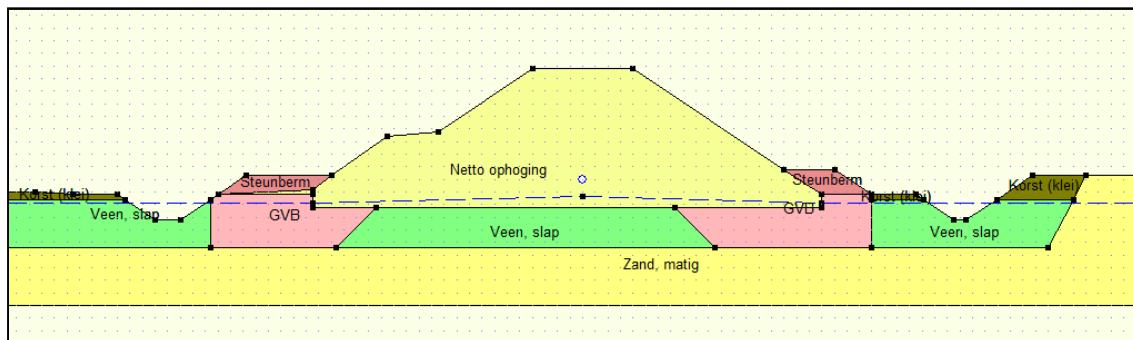 Netto ophoging
Steunberm
Steunberm
Korst (klei)
Korst (klei)
Korst (klei)
Veen, slap
GVB
GVB
Veen, slap
Veen, slap
Zand, matig